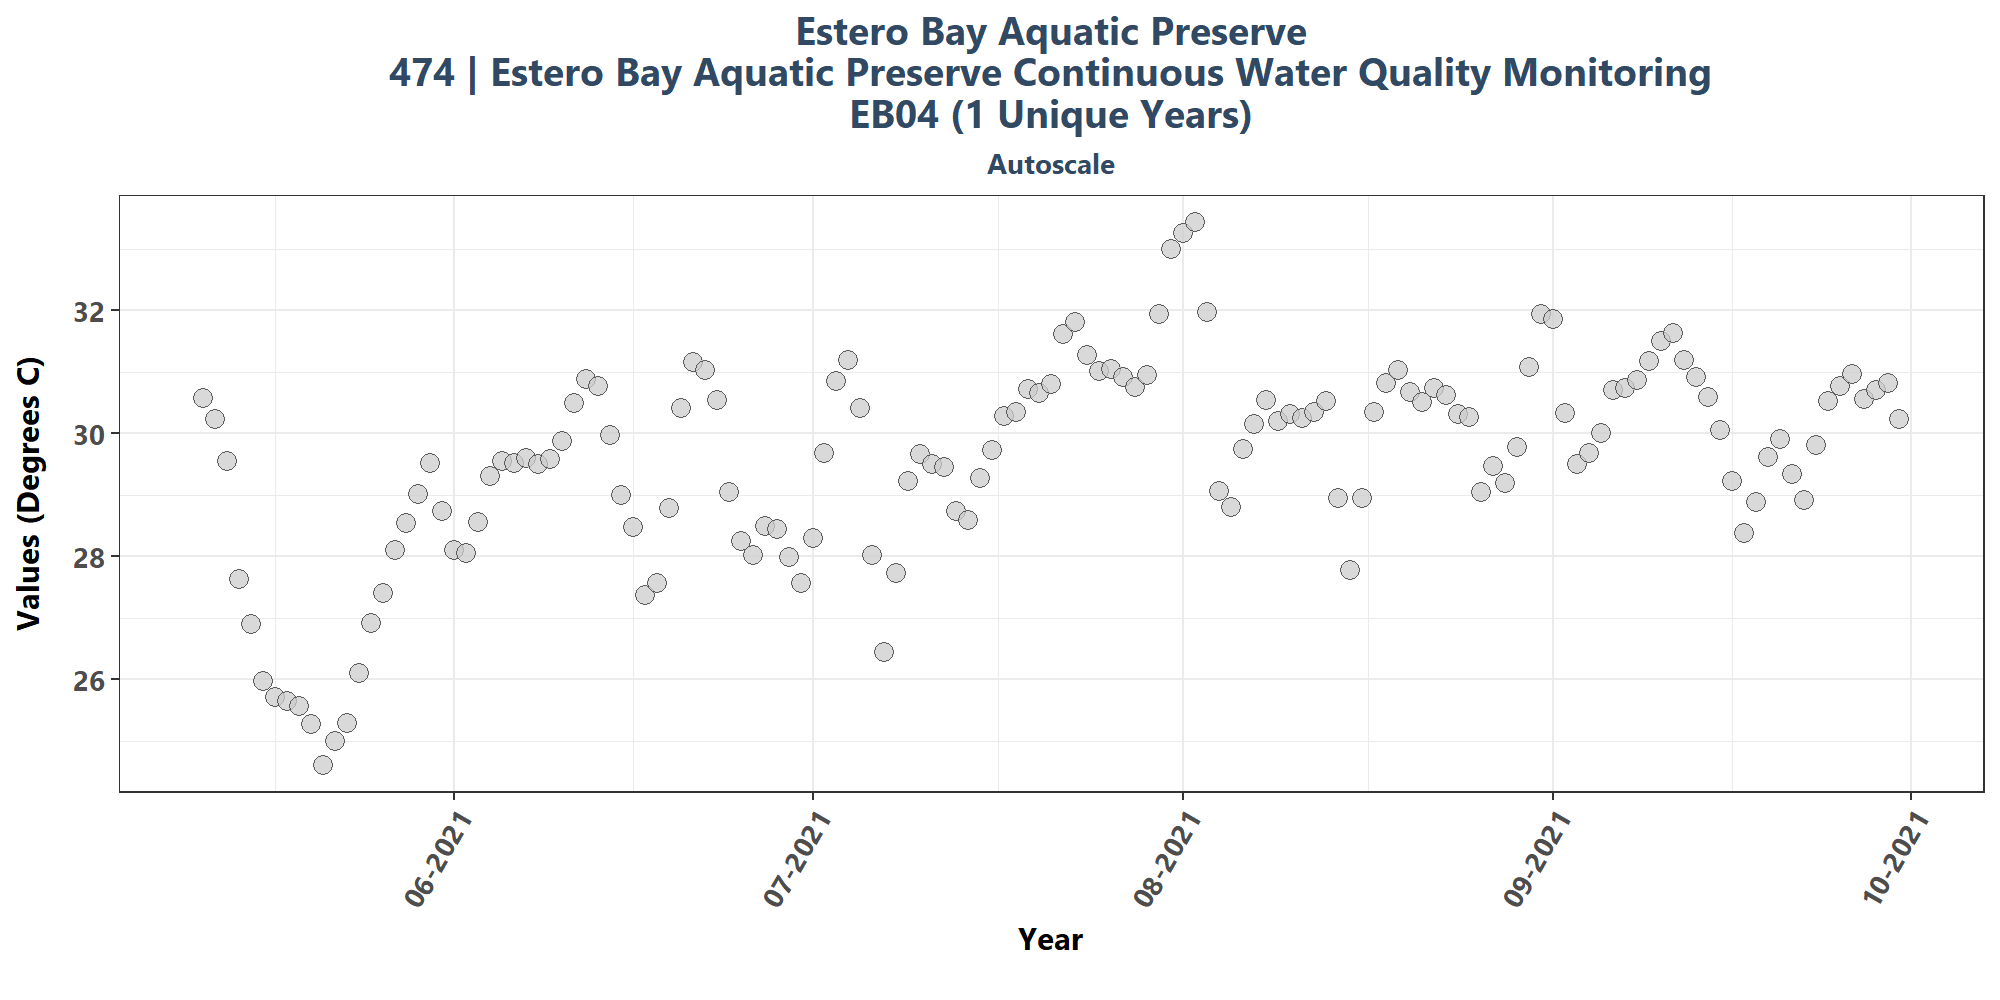 Estero Bay Aquatic Preserve
474 | Estero Bay Aquatic Preserve Continuous Water Quality Monitoring
EB04 (1 Unique Years)
Autoscale
Values (Degrees C)
32
30
28
26
06-2021
07-2021
08-2021
09-2021
10-2021
Year